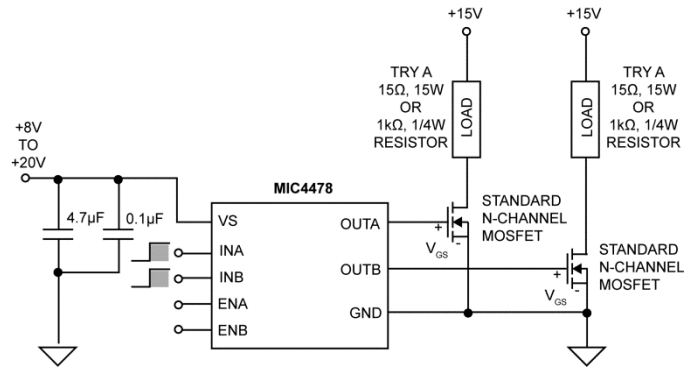 +15V
+15V
TRY A
15Ω, 15W
OR
1kΩ, 1/4W
RESISTOR
LOAD
TRY A
15Ω, 15W
OR
1kΩ, 1/4W
RESISTOR
LOAD
+8V
TO
+20V
4.7µF
0.1µF
MIC4478
VS
INA
INB
ENA
ENB
OUTA
OUTB
GND
+
-
VGS
STANDARD
N-CHANNEL
MOSFET
+
-
VGS
STANDARD
N-CHANNEL
MOSFET